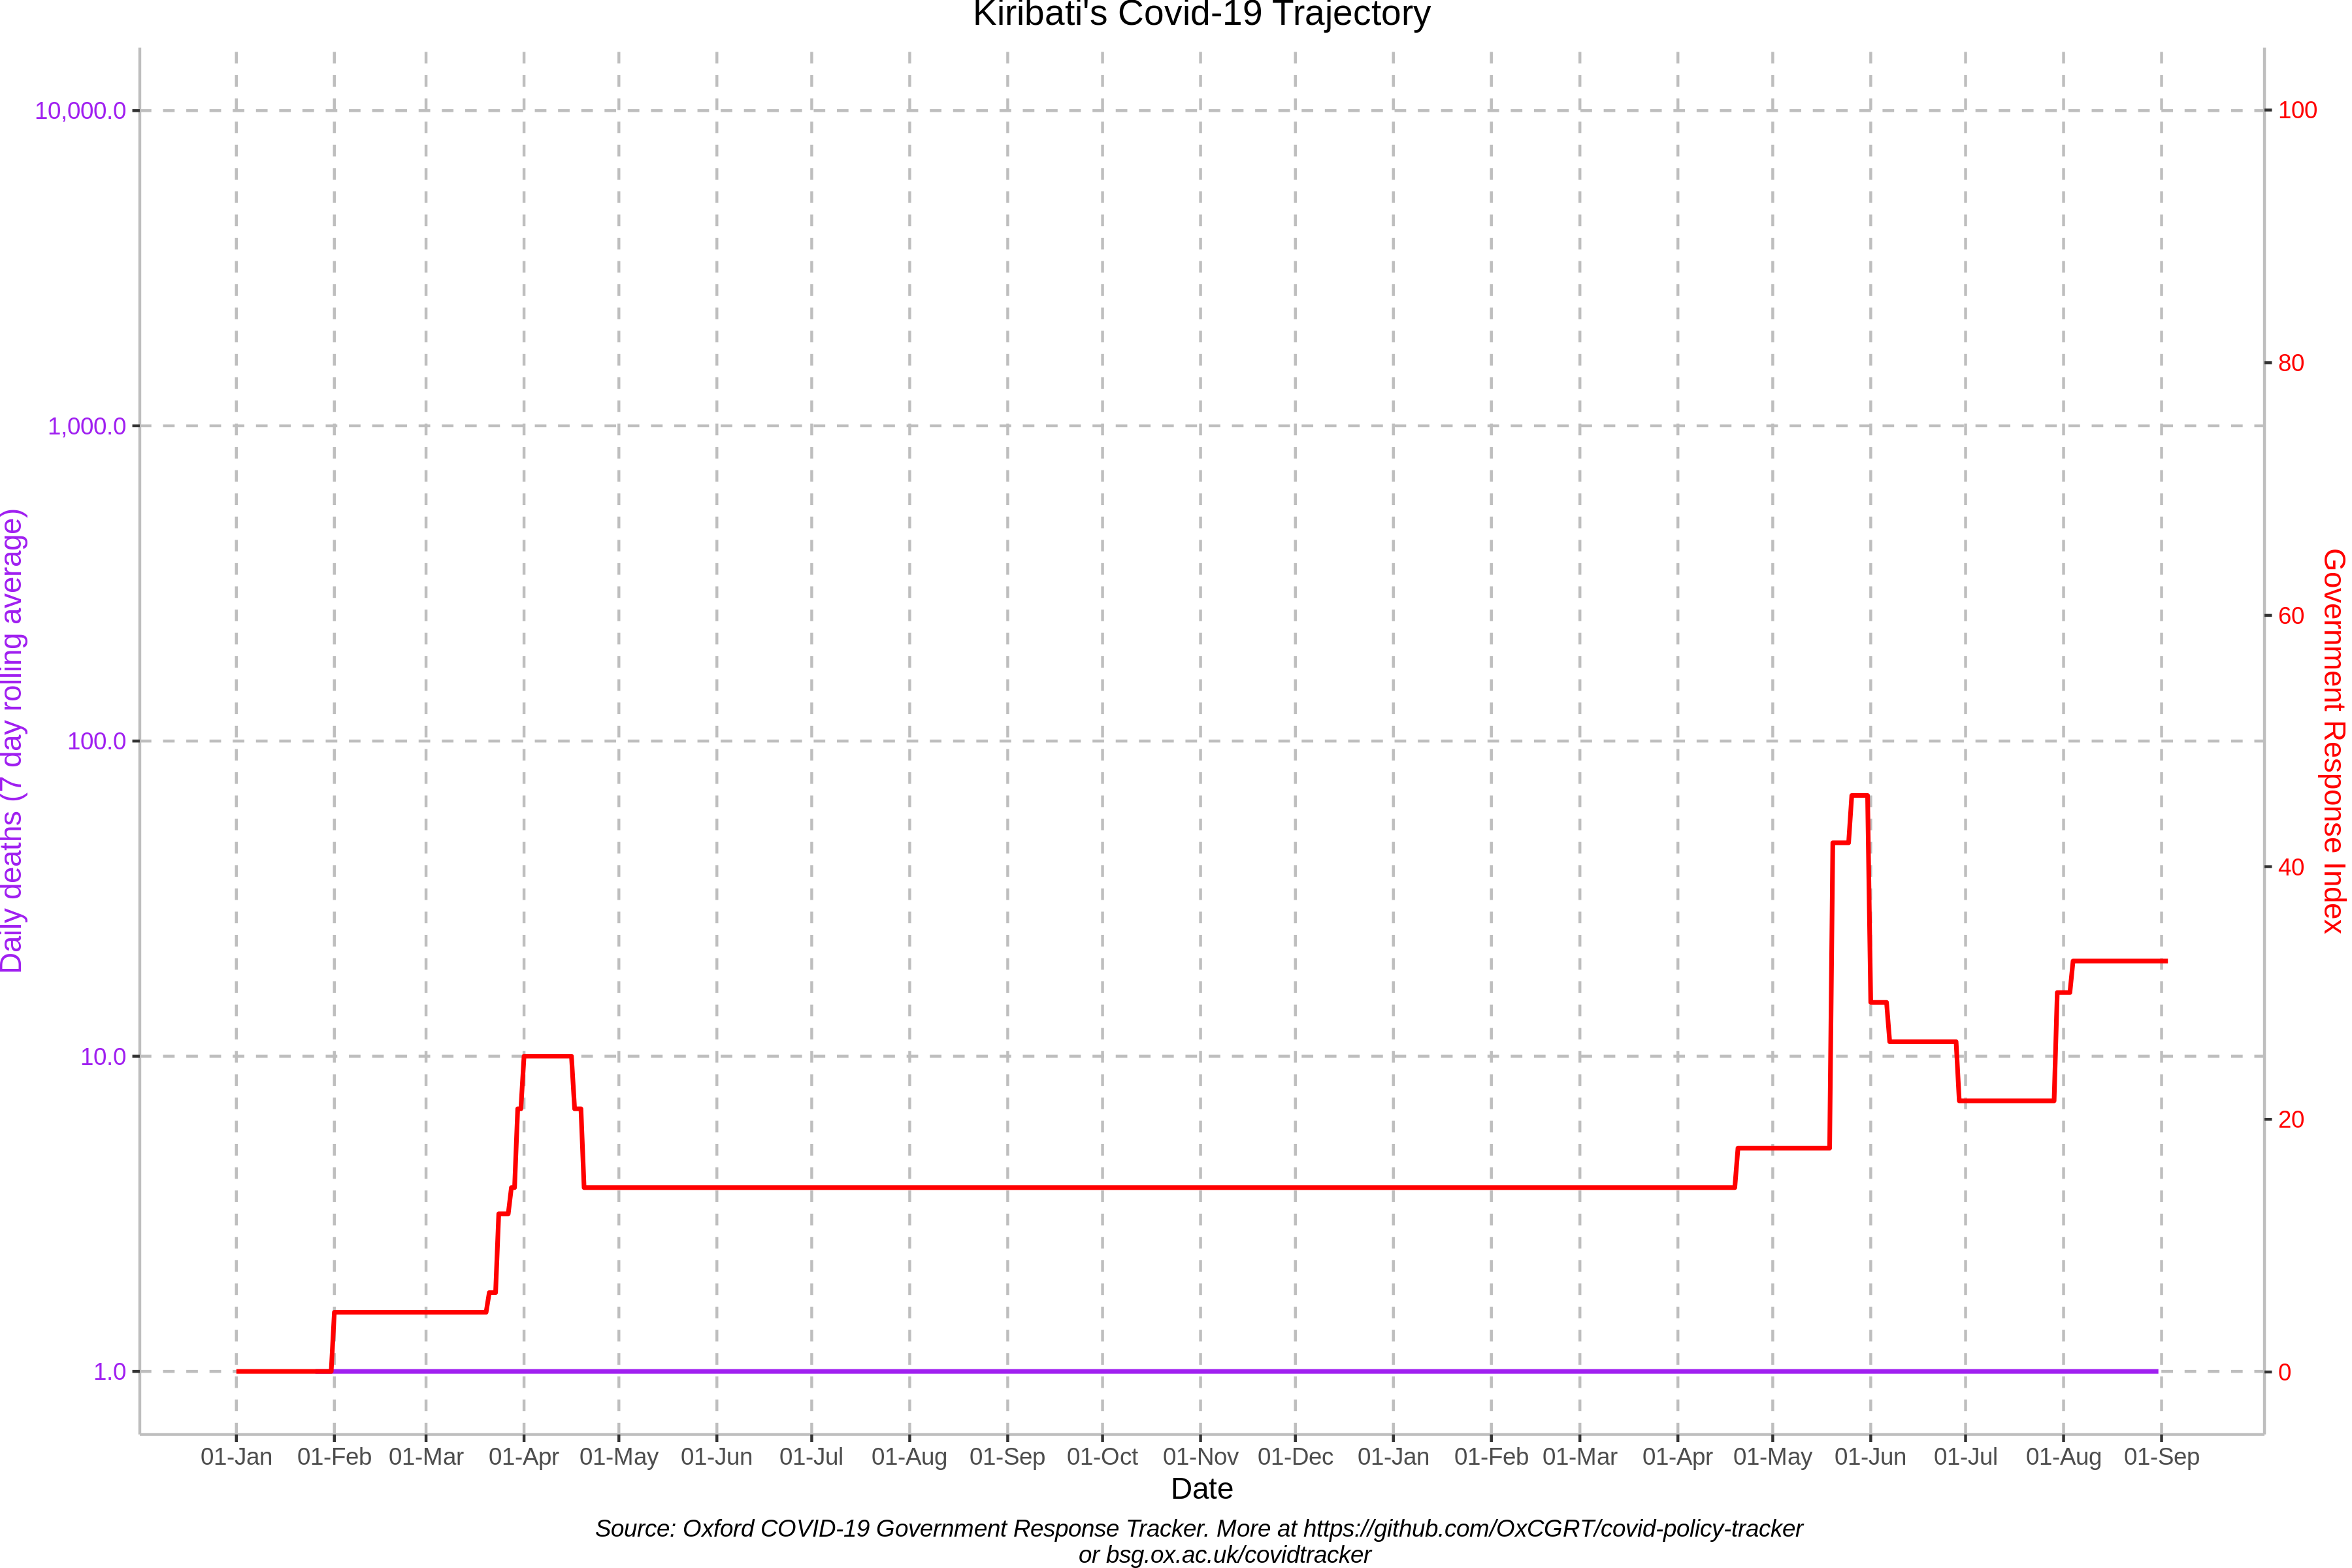 Kiribati's Covid-19 Trajectory
10,000.0
1,000.0
100.0
10.0
1.0
Daily deaths (7 day rolling average)
100
80
60
40
20
0
Government Response Index
01-Jan 01-Feb 01-Mar 01-Apr 01-May 01-Jun 01-Jul 01-Aug 01-Sep 01-Oct 01-Nov 01-Dec 01-Jan 01-Feb 01-Mar 01-Apr 01-May 01-Jun 01-Jul 01-Aug 01-Sep
Date
Source: Oxford COVID-19 Government Response Tracker. More at https://github.com/OxCGRT/covid-policy-tracker
or bsg.ox.ac.uk/covidtracker